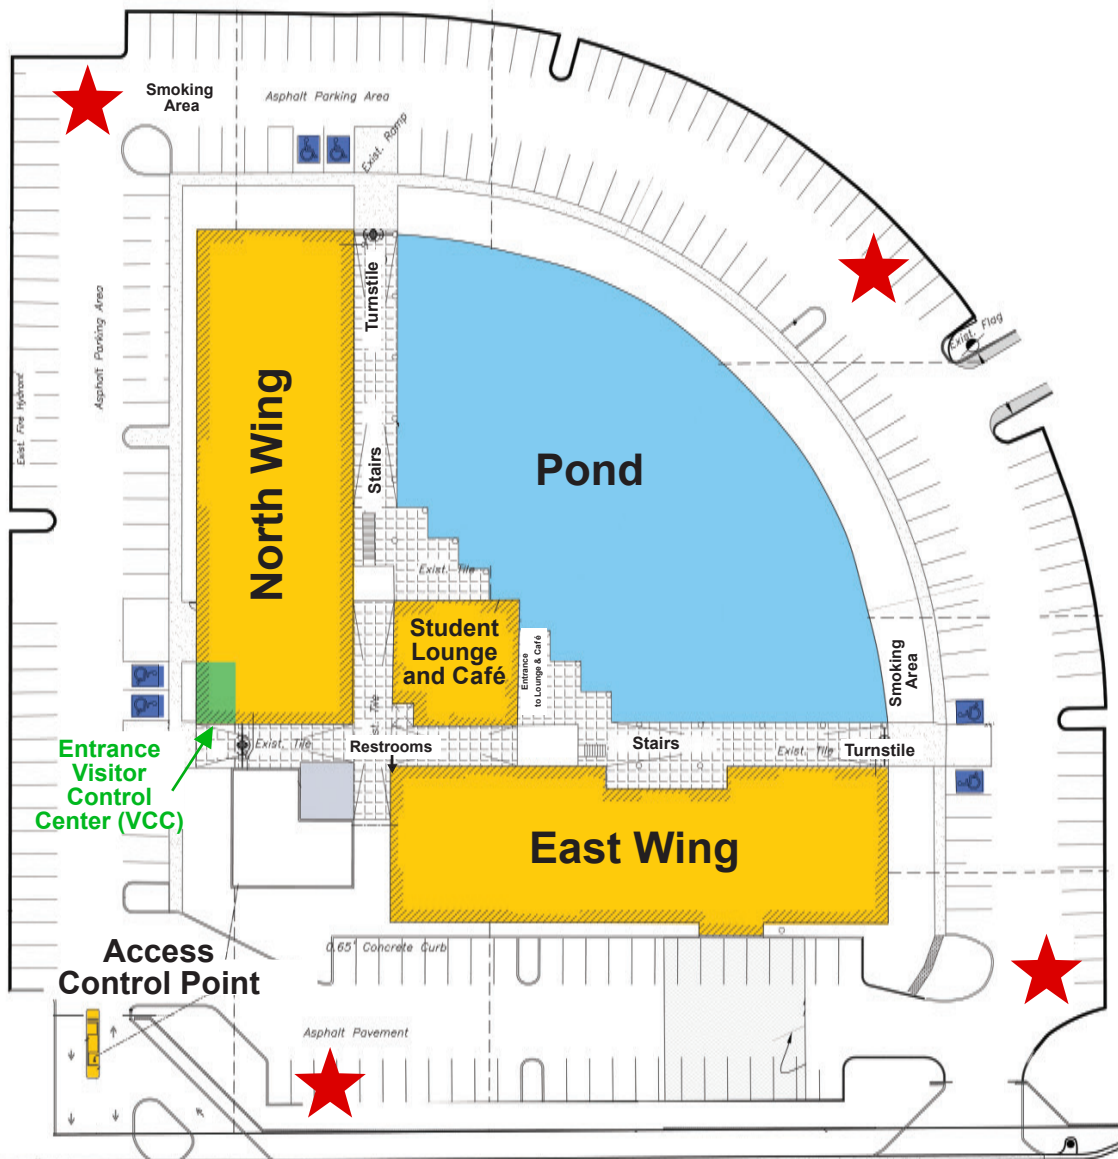 Smoking
Area
Asphalt Parking Area
Exist. Ramp
Turnstile
Asphalt Parking Area
Exist. Flag
Exist. Fire Hydrant
North Wing
Stairs
Pond
Exist. Tile
Student
Lounge
and Café
Entrance
to Lounge & Café
Smoking
Area
Exist. Tile
Exist. Tile
Restrooms
Stairs
Exist. Tile
Turnstile
Entrance
Visitor
Control
Center (VCC)
East Wing
Access
Control Point
0.65' Concrete Curb
Asphalt Pavement